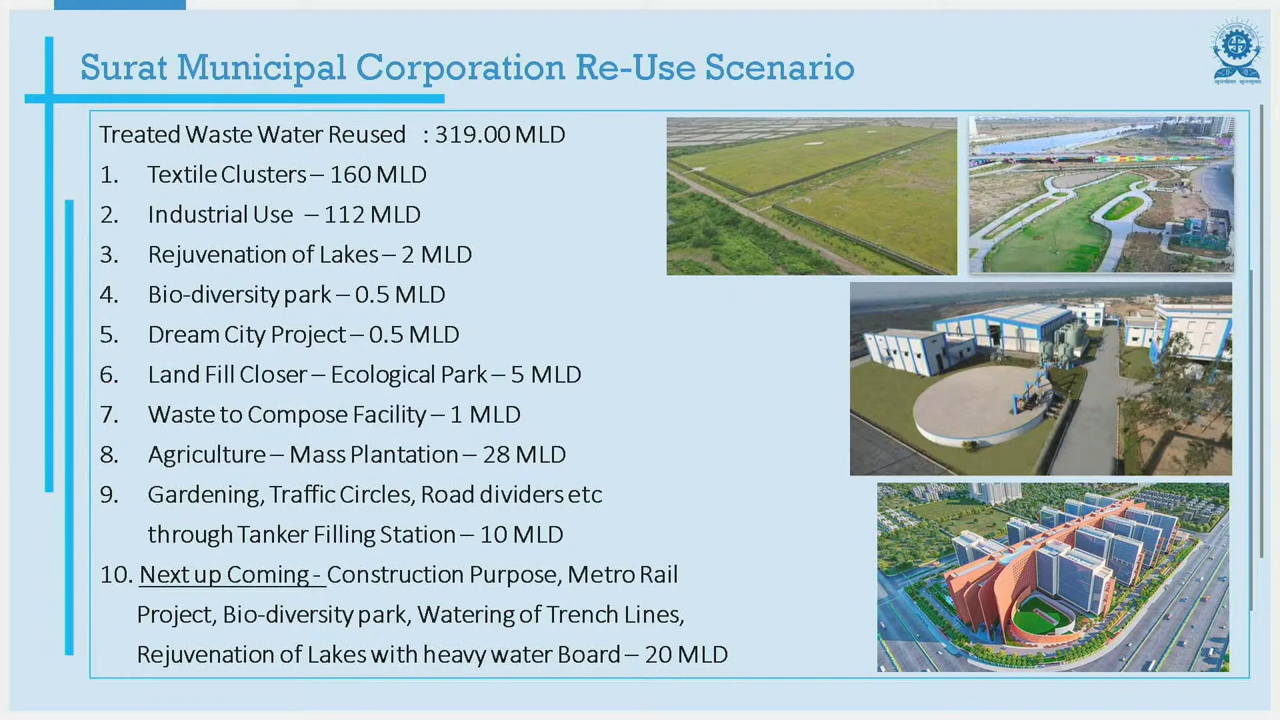 Surat Municipal Corporation Re-Use Scenario
Treated Waste Water Reused : 319.00 MLD
1. Textile Clusters – 160 MLD
2. Industrial Use – 112 MLD
3. Rejuvenation of Lakes – 2 MLD
4. Bio-diversity park – 0.5 MLD
5. Dream City Project – 0.5 MLD
6. Land Fill Closer – Ecological Park – 5 MLD
7. Waste to Compose Facility – 1 MLD
8. Agriculture – Mass Plantation – 28 MLD
9. Gardening, Traffic Circles, Road dividers etc
through Tanker Filling Station – 10 MLD
10. Next up Coming - Construction Purpose, Metro Rail
Project, Bio-diversity park, Watering of Trench Lines,
Rejuvenation of Lakes with heavy water Board – 20 MLD